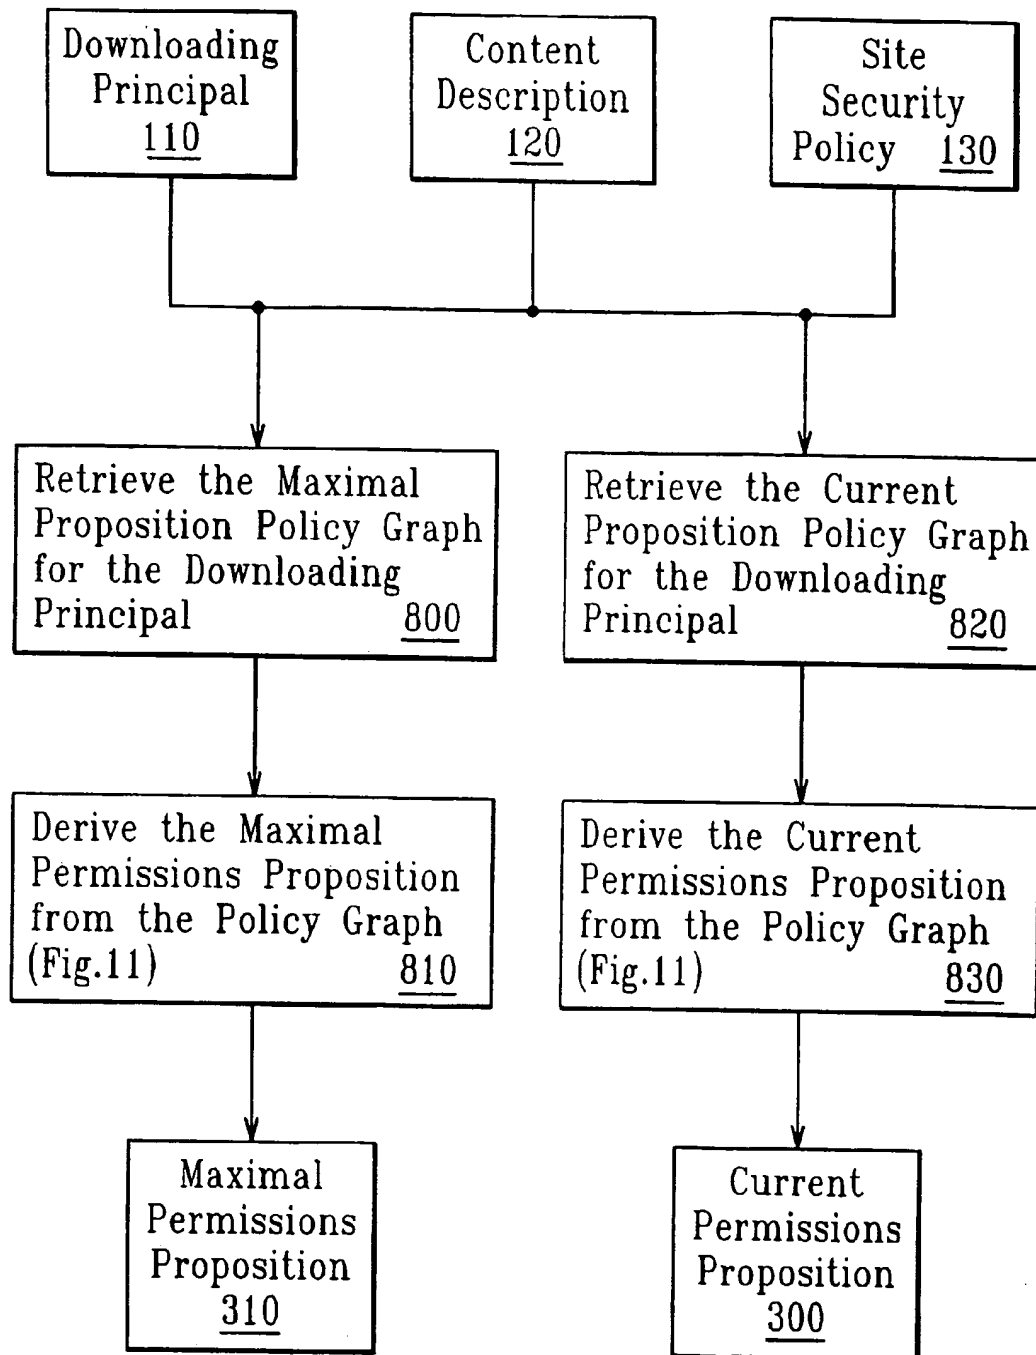 Downloading
Principal
110
Content
Description
120
Site
Security
Policy 130
Retrieve the Maximal
Proposition Policy Graph
for the Downloading
Principal 800
Retrieve the Current
Proposition Policy Graph
for the Downloading
Principal 820
Derive the Maximal
Permissions Proposition
from the Policy Graph
(Fig.11) 810
Derive the Current
Permissions Proposition
from the Policy Graph
(Fig.11) 830
Maximal
Permissions
Proposition
310
Current
Permissions
Proposition
300